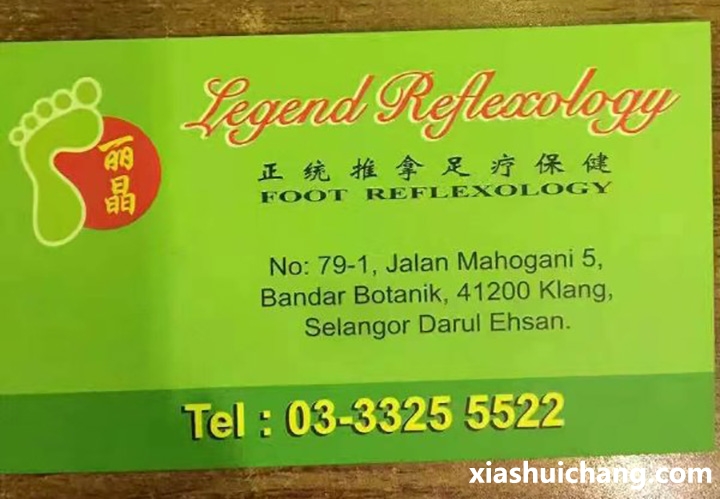 Legend Reflexology
丽晶
正统推拿足疗保健
FOOT REFLEXOLOGY
No: 79-1, Jalan Mahogani 5,
Bandar Botanik, 41200 Klang,
Selangor Darul Ehsan.
Tel : 03-3325 5522
xiashuichang.com